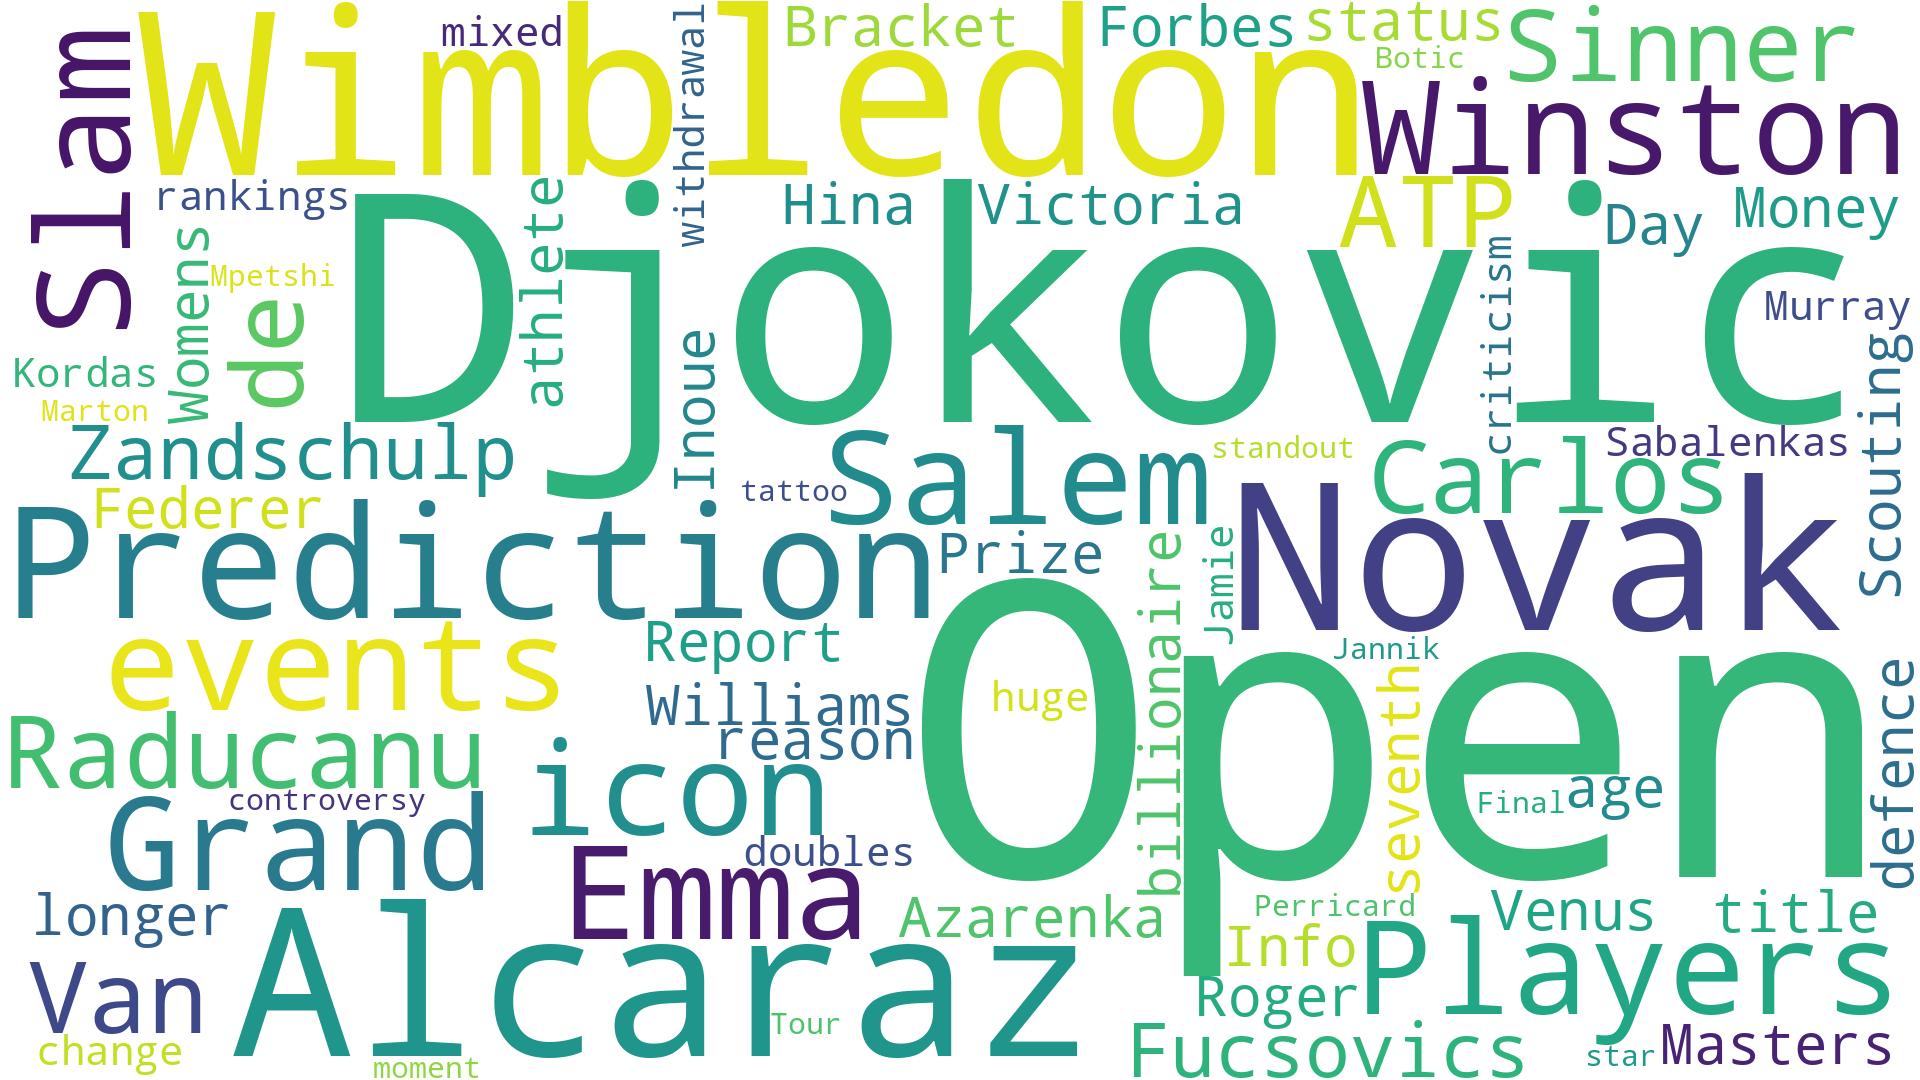 Slam
Wimbledon
mixed
withdrawal
Bracket
Forbes
status
Botic
Sinner
Winston
rankings
Womens
Mpetshi
de
athlete
Djokovic
Hina
Victoria
ATP
Day
Money
criticism
Murray
Scouting
Kordas
Marton
Zandschulp
Federer
Inoue
tattoo
Salem
standout
Carlos
Sabalenkas
Prediction
Prize
billionaire
Jamie
Novak
Jannik
events
Report
Williams
reason
huge
Open
seventh
Final
age
defence
Raducanu
icon
controversy
Grand
doubles
Emma
longer
Azarenka
Perricard
Venus
title
Info
Players
Van
Alcaraz
Tour
Roger
change
moment
Fucsovics
star
Masters